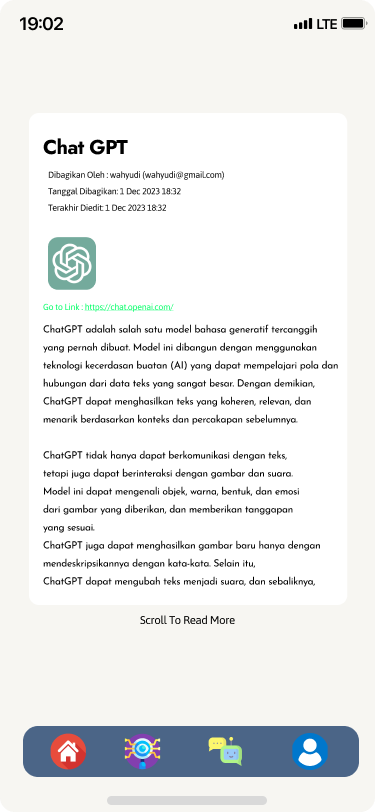 19:02
LTE
Chat GPT
Dibagikan Oleh : wahyudi (wahyudi@gmail.com)
Tanggal Dibagikan: 1 Dec 2023 18:32
Terakhir Diedit: 1 Dec 2023 18:32
Go to Link : https://chat.openai.com/
ChatGPT adalah salah satu model bahasa generatif tercanggih
yang pernah dibuat. Model ini dibangun dengan menggunakan
teknologi kecerdasan buatan (AI) yang dapat mempelajari pola dan
hubungan dari data teks yang sangat besar. Dengan demikian,
ChatGPT dapat menghasilkan teks yang koheren, relevan, dan
menarik berdasarkan konteks dan percakapan sebelumnya.
ChatGPT tidak hanya dapat berkomunikasi dengan teks,
tetapi juga dapat berinteraksi dengan gambar dan suara.
Model ini dapat mengenali objek, warna, bentuk, dan emosi
dari gambar yang diberikan, dan memberikan tanggapan
yang sesuai.
ChatGPT juga dapat menghasilkan gambar baru hanya dengan
mendeskripsikannya dengan kata-kata. Selain itu,
ChatGPT dapat mengubah teks menjadi suara, dan sebaliknya,
Scroll To Read More